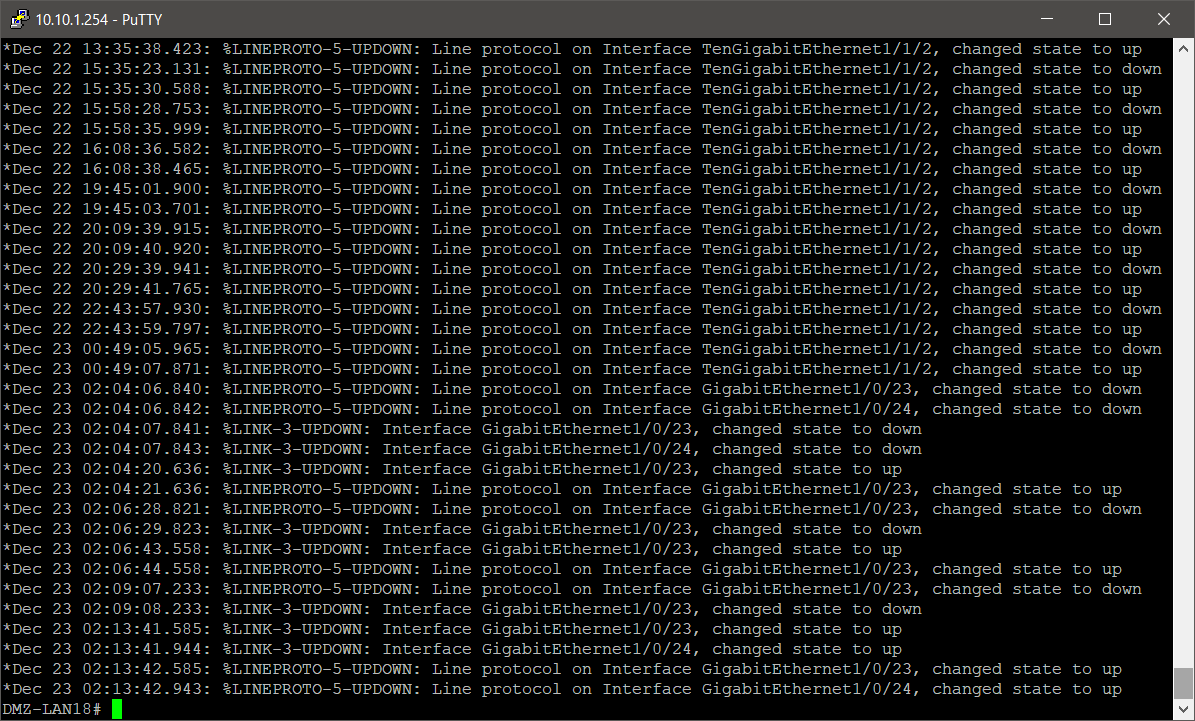 10.10.1.254 - PuTTY
*Dec 22 13:35:38.423: %LINEPROTO-5-UPDOWN: Line protocol on Interface TenGigabitEthernet1/1/2, changed state to up
*Dec 22 15:35:23.131: %LINEPROTO-5-UPDOWN: Line protocol on Interface TenGigabitEthernet1/1/2, changed state to down
*Dec 22 15:35:30.588: %LINEPROTO-5-UPDOWN: Line protocol on Interface TenGigabitEthernet1/1/2, changed state to up
*Dec 22 15:58:28.753: %LINEPROTO-5-UPDOWN: Line protocol on Interface TenGigabitEthernet1/1/2, changed state to down
*Dec 22 15:58:35.999: %LINEPROTO-5-UPDOWN: Line protocol on Interface TenGigabitEthernet1/1/2, changed state to up
*Dec 22 16:08:36.582: %LINEPROTO-5-UPDOWN: Line protocol on Interface TenGigabitEthernet1/1/2, changed state to down
*Dec 22 16:08:38.465: %LINEPROTO-5-UPDOWN: Line protocol on Interface TenGigabitEthernet1/1/2, changed state to up
*Dec 22 19:45:01.900: %LINEPROTO-5-UPDOWN: Line protocol on Interface TenGigabitEthernet1/1/2, changed state to down
*Dec 22 19:45:03.701: %LINEPROTO-5-UPDOWN: Line protocol on Interface TenGigabitEthernet1/1/2, changed state to up
*Dec 22 20:09:39.915: %LINEPROTO-5-UPDOWN: Line protocol on Interface TenGigabitEthernet1/1/2, changed state to down
*Dec 22 20:09:40.920: %LINEPROTO-5-UPDOWN: Line protocol on Interface TenGigabitEthernet1/1/2, changed state to up
*Dec 22 20:29:39.941: %LINEPROTO-5-UPDOWN: Line protocol on Interface TenGigabitEthernet1/1/2, changed state to down
*Dec 22 20:29:41.765: %LINEPROTO-5-UPDOWN: Line protocol on Interface TenGigabitEthernet1/1/2, changed state to up
*Dec 22 22:43:57.930: %LINEPROTO-5-UPDOWN: Line protocol on Interface TenGigabitEthernet1/1/2, changed state to down
*Dec 22 22:43:59.797: %LINEPROTO-5-UPDOWN: Line protocol on Interface TenGigabitEthernet1/1/2, changed state to up
*Dec 23 00:49:05.965: %LINEPROTO-5-UPDOWN: Line protocol on Interface TenGigabitEthernet1/1/2, changed state to down
*Dec 23 00:49:07.871: %LINEPROTO-5-UPDOWN: Line protocol on Interface TenGigabitEthernet1/1/2, changed state to up
*Dec 23 02:04:06.840: %LINEPROTO-5-UPDOWN: Line protocol on Interface GigabitEthernet1/0/23, changed state to down
*Dec 23 02:04:06.842: %LINEPROTO-5-UPDOWN: Line protocol on Interface GigabitEthernet1/0/24, changed state to down
*Dec 23 02:04:07.841: %LINK-3-UPDOWN: Interface GigabitEthernet1/0/23, changed state to down
*Dec 23 02:04:07.843: %LINK-3-UPDOWN: Interface GigabitEthernet1/0/24, changed state to down
*Dec 23 02:04:20.636: %LINK-3-UPDOWN: Interface GigabitEthernet1/0/23, changed state to up
*Dec 23 02:04:21.636: %LINEPROTO-5-UPDOWN: Line protocol on Interface GigabitEthernet1/0/23, changed state to up
*Dec 23 02:06:28.821: %LINEPROTO-5-UPDOWN: Line protocol on Interface GigabitEthernet1/0/23, changed state to down
*Dec 23 02:06:29.823: %LINK-3-UPDOWN: Interface GigabitEthernet1/0/23, changed state to down
*Dec 23 02:06:43.558: %LINK-3-UPDOWN: Interface GigabitEthernet1/0/23, changed state to up
*Dec 23 02:06:44.558: %LINEPROTO-5-UPDOWN: Line protocol on Interface GigabitEthernet1/0/23, changed state to up
*Dec 23 02:09:07.233: %LINEPROTO-5-UPDOWN: Line protocol on Interface GigabitEthernet1/0/23, changed state to down
*Dec 23 02:09:08.233: %LINK-3-UPDOWN: Interface GigabitEthernet1/0/23, changed state to down
*Dec 23 02:13:41.585: %LINK-3-UPDOWN: Interface GigabitEthernet1/0/23, changed state to up
*Dec 23 02:13:41.944: %LINK-3-UPDOWN: Interface GigabitEthernet1/0/24, changed state to up
*Dec 23 02:13:42.585: %LINEPROTO-5-UPDOWN: Line protocol on Interface GigabitEthernet1/0/23, changed state to up
*Dec 23 02:13:42.943: %LINEPROTO-5-UPDOWN: Line protocol on Interface GigabitEthernet1/0/24, changed state to up
DMZ-LAN18#